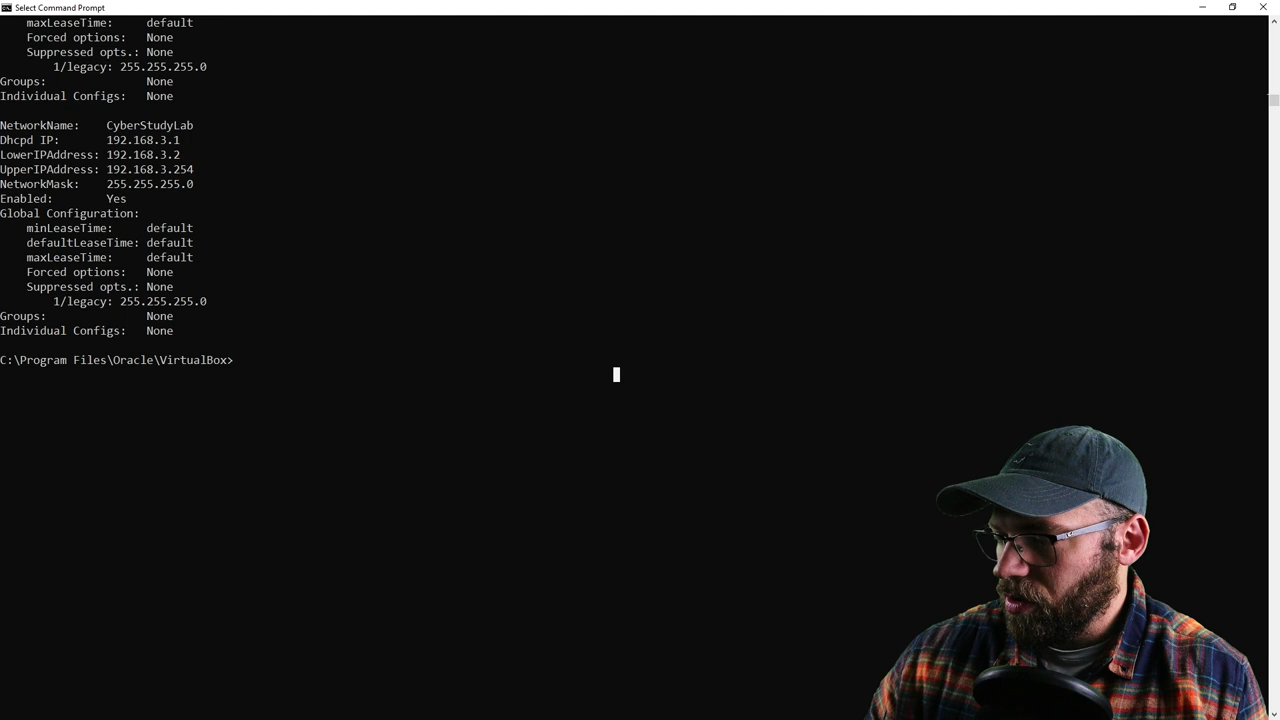 Select Command Prompt
maxLeaseTime: default
Forced options: None
Suppressed opts.: None
1/legacy: 255.255.255.0
Groups: None
Individual Configs: None
NetworkName: CyberStudyLab
Dhcpd IP: 192.168.3.1
LowerIPAddress: 192.168.3.2
UpperIPAddress: 192.168.3.254
NetworkMask: 255.255.255.0
Enabled: Yes
Global Configuration:
minLeaseTime: default
defaultLeaseTime: default
maxLeaseTime: default
Forced options: None
Suppressed opts.: None
1/legacy: 255.255.255.0
Groups: None
Individual Configs: None
C:\Program Files\Oracle\VirtualBox>